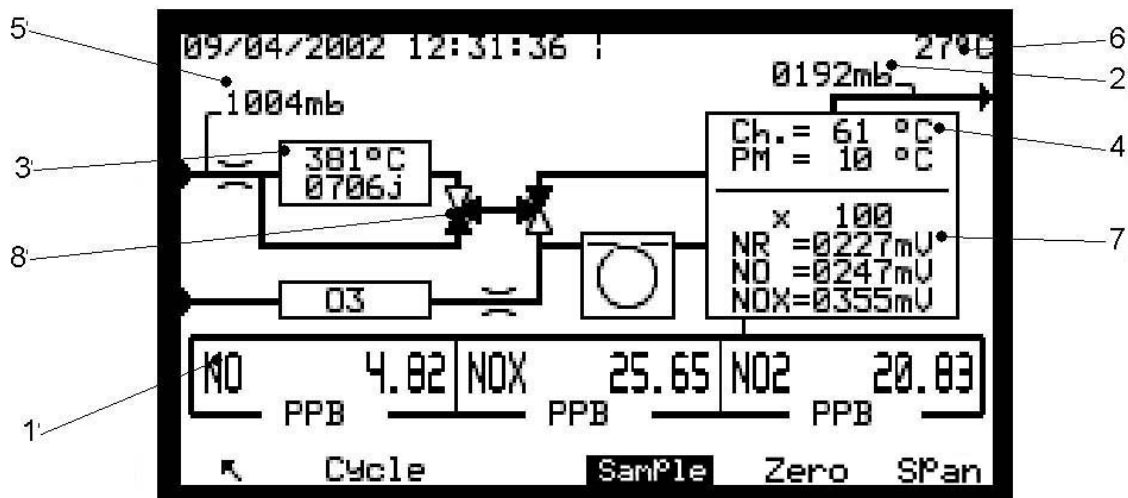 5
09/04/2002 12:31:36
27°C
6
0192mb
2
1004mb
3
381°C
0706j
Ch.= 61 °C
PM = 10 °C
4
8
x 100
NR =0227mV
NO =0247mV
NOX=0355mV
7
O3
1
NO 4.82 NOX 25.65 NO2 20.83
PPB PPB PPB
Cycle Sample Zero Span